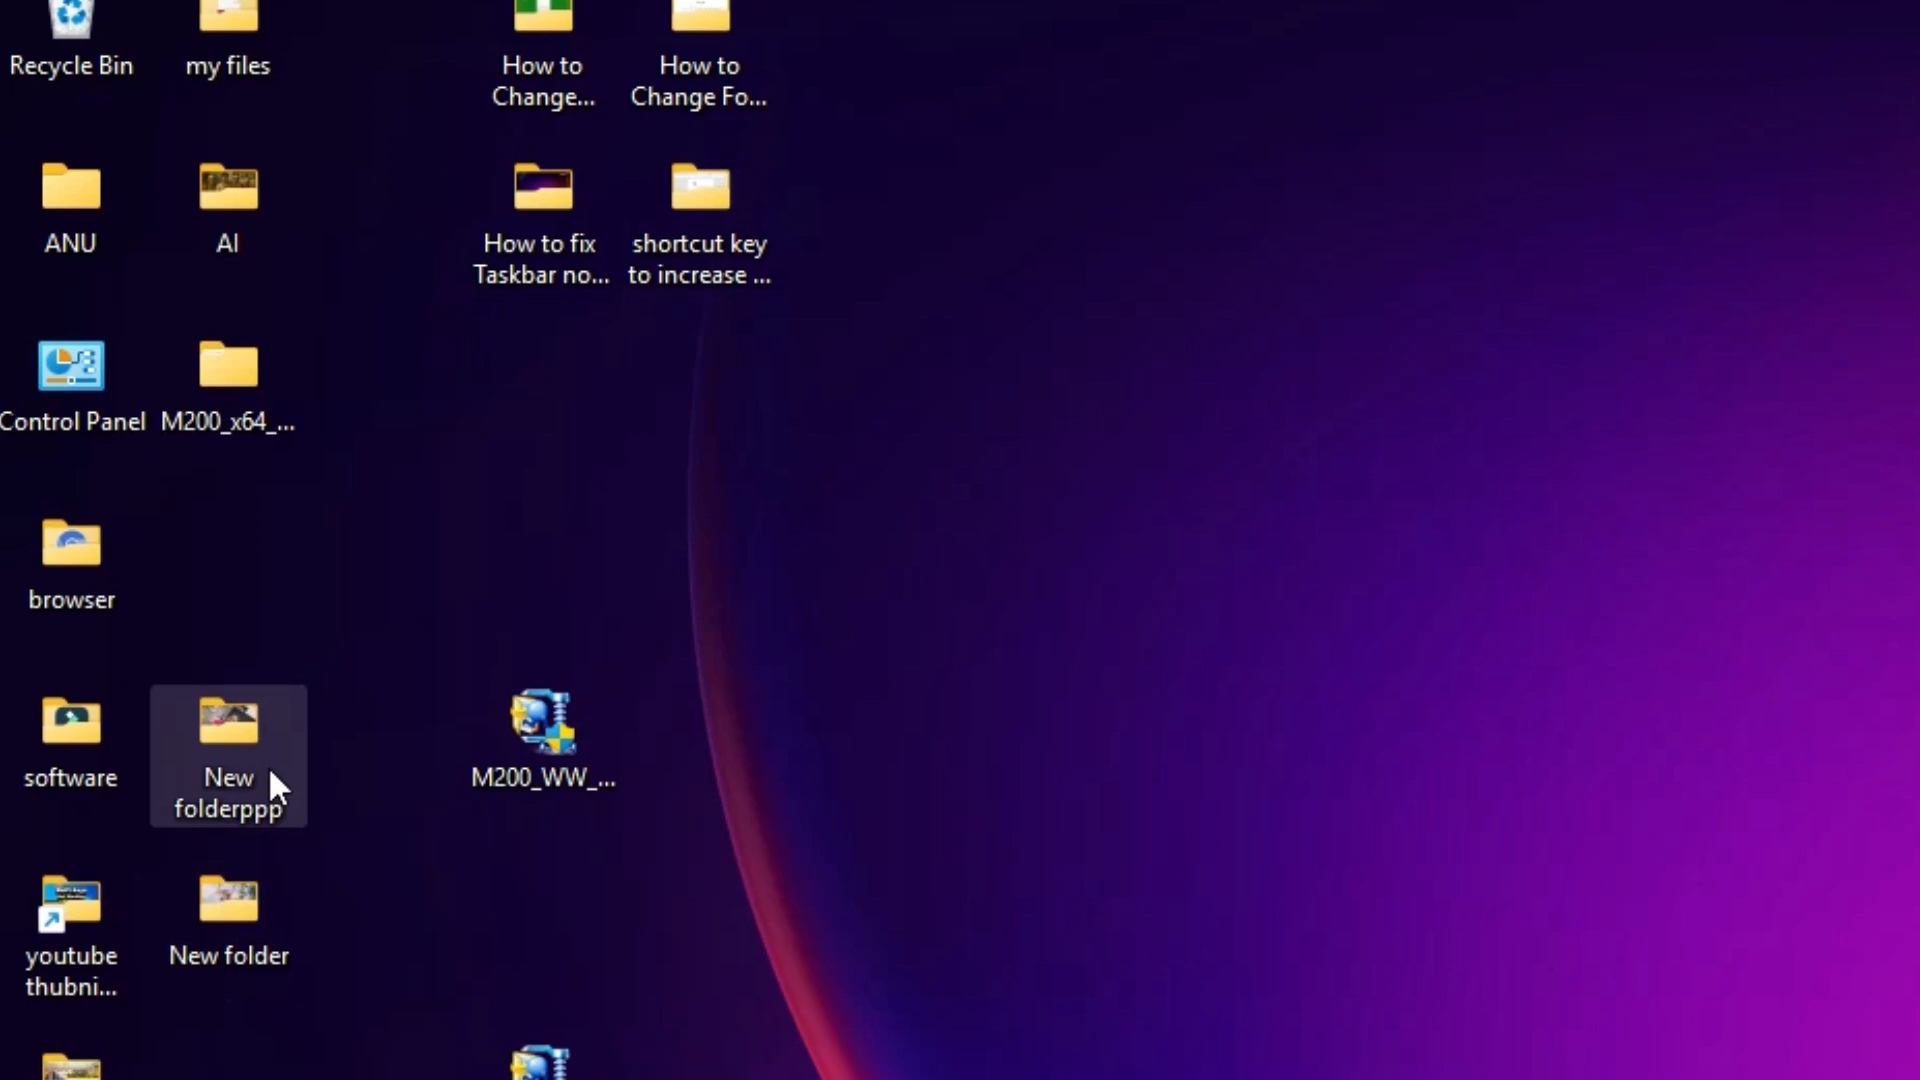 Recycle Bin
my files
How to
Change...
How to
Change Fo...
ANU
AI
How to fix
Taskbar no...
shortcut key
to increase ...
Control Panel
M200_x64_...
browser
software
New
folderppp
M200_WW_...
youtube
thubni...
New folder